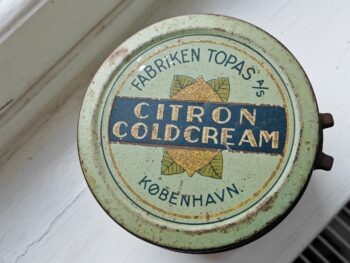 FABRIKEN TOPAS A/S
CITRON
COLDCREAM
KØBENHAVN.